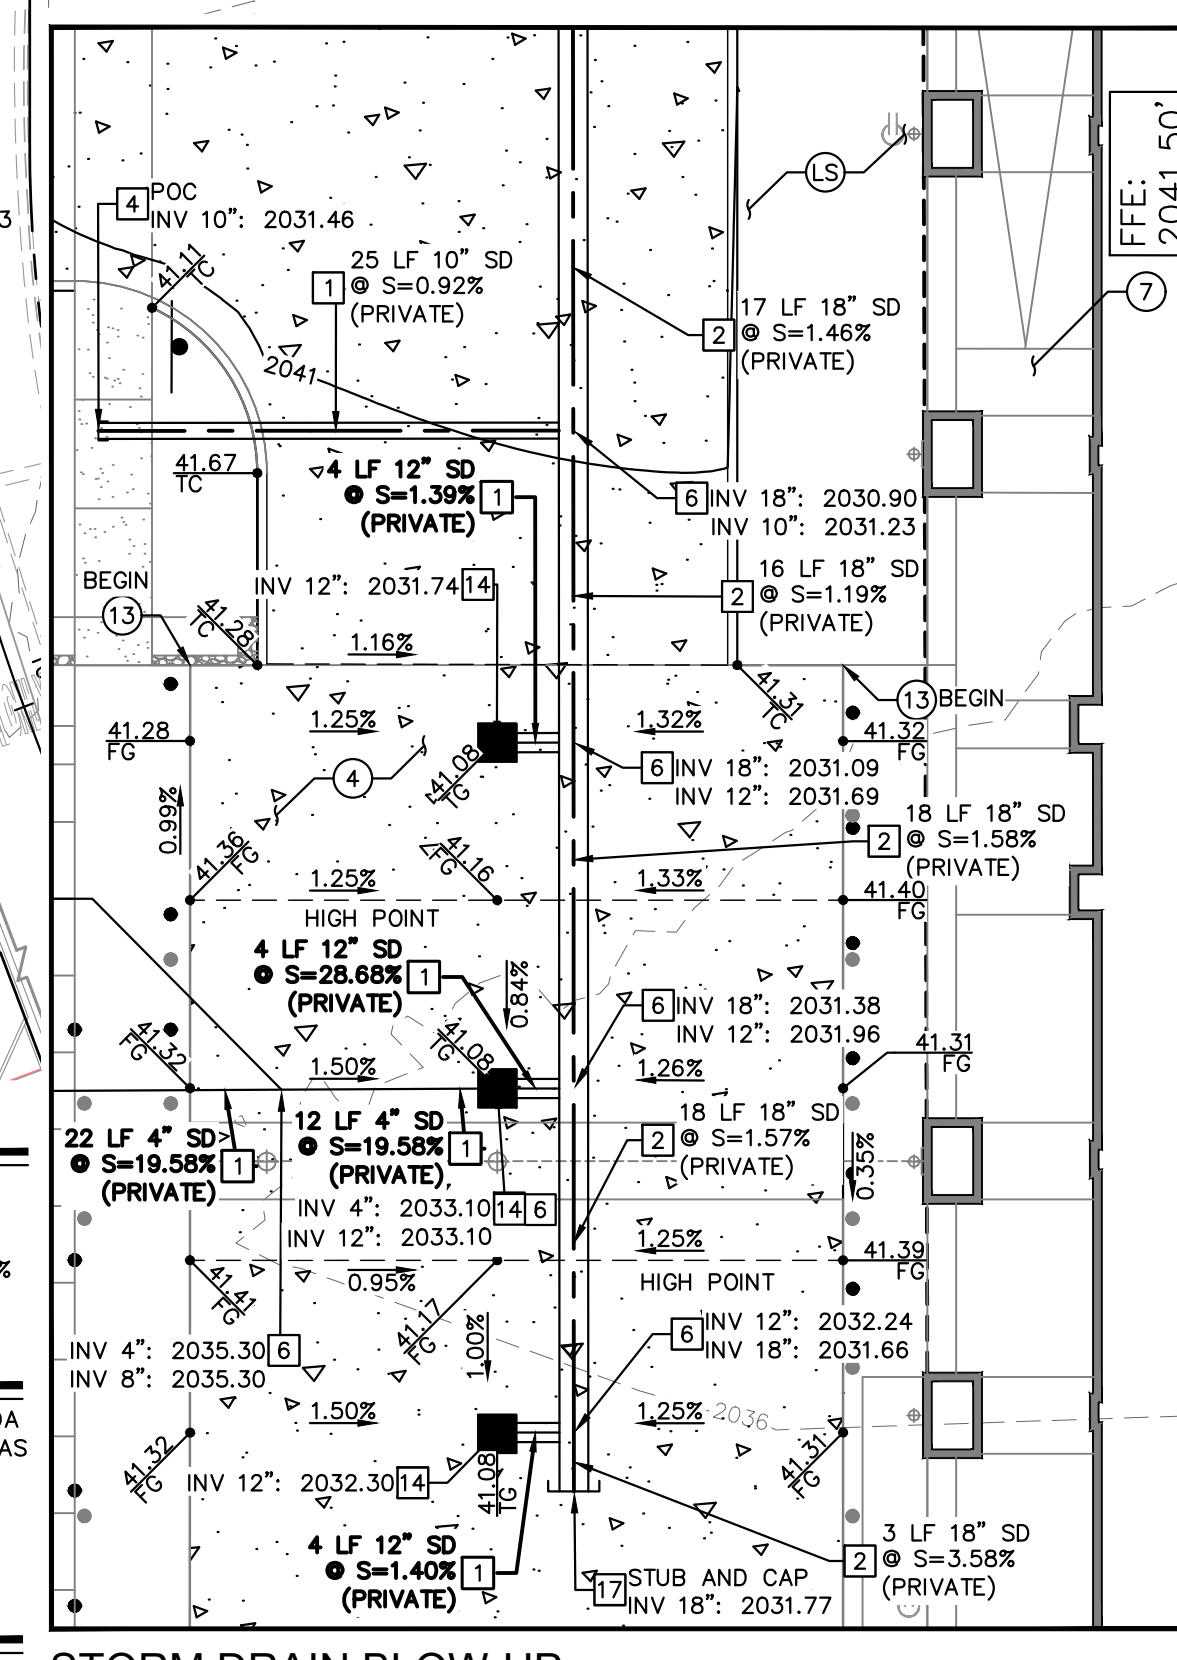 4 POC
INV 10": 2031.46
41.11
TC
25 LF 10" SD
1 @ S=0.92%
(PRIVATE)
2041
LS
FFE:
2041.50'
7
17 LF 18" SD
2 @ S=1.46%
(PRIVATE)
41.67
TC
4 LF 12" SD
@ S=1.39% 1
(PRIVATE)
6 INV 18": 2030.90
INV 10": 2031.23
BEGIN
13
INV 12": 2031.74 14
16 LF 18" SD
2 @ S=1.19%
(PRIVATE)
41.28
TC
1.16%
41.31
TC
13 BEGIN
41.28
FG
1.25%
1.32%
41.32
FG
4
41.08
TG
6 INV 18": 2031.09
INV 12": 2031.69
0.99%
18 LF 18" SD
2 @ S=1.58%
(PRIVATE)
41.36
FG
1.25%
41.16
FG
1.33%
41.40
FG
HIGH POINT
4 LF 12" SD
@ S=28.68% 1
(PRIVATE)
0.84%
6 INV 18": 2031.38
INV 12": 2031.96
41.32
FG
1.50%
41.08
TG
1.26%
41.31
FG
22 LF 4" SD
@ S=19.58% 1
(PRIVATE)
12 LF 4" SD
@ S=19.58% 1
(PRIVATE)
18 LF 18" SD
2 @ S=1.57%
(PRIVATE)
0.35%
INV 4": 2033.10 14 6
INV 12": 2033.10
1.25%
41.39
FG
41.41
FG
0.95%
41.17
FG
1.00%
HIGH POINT
INV 4": 2035.30 6
INV 8": 2035.30
6 INV 12": 2032.24
INV 18": 2031.66
1.50%
1.25%
2036
41.32
FG
INV 12": 2032.30 14
41.08
TG
41.31
FG
4 LF 12" SD
@ S=1.40% 1
(PRIVATE)
17 STUB AND CAP
INV 18": 2031.77
3 LF 18" SD
2 @ S=3.58%
(PRIVATE)
STORM DRAIN BLOW UP
3
%
AS